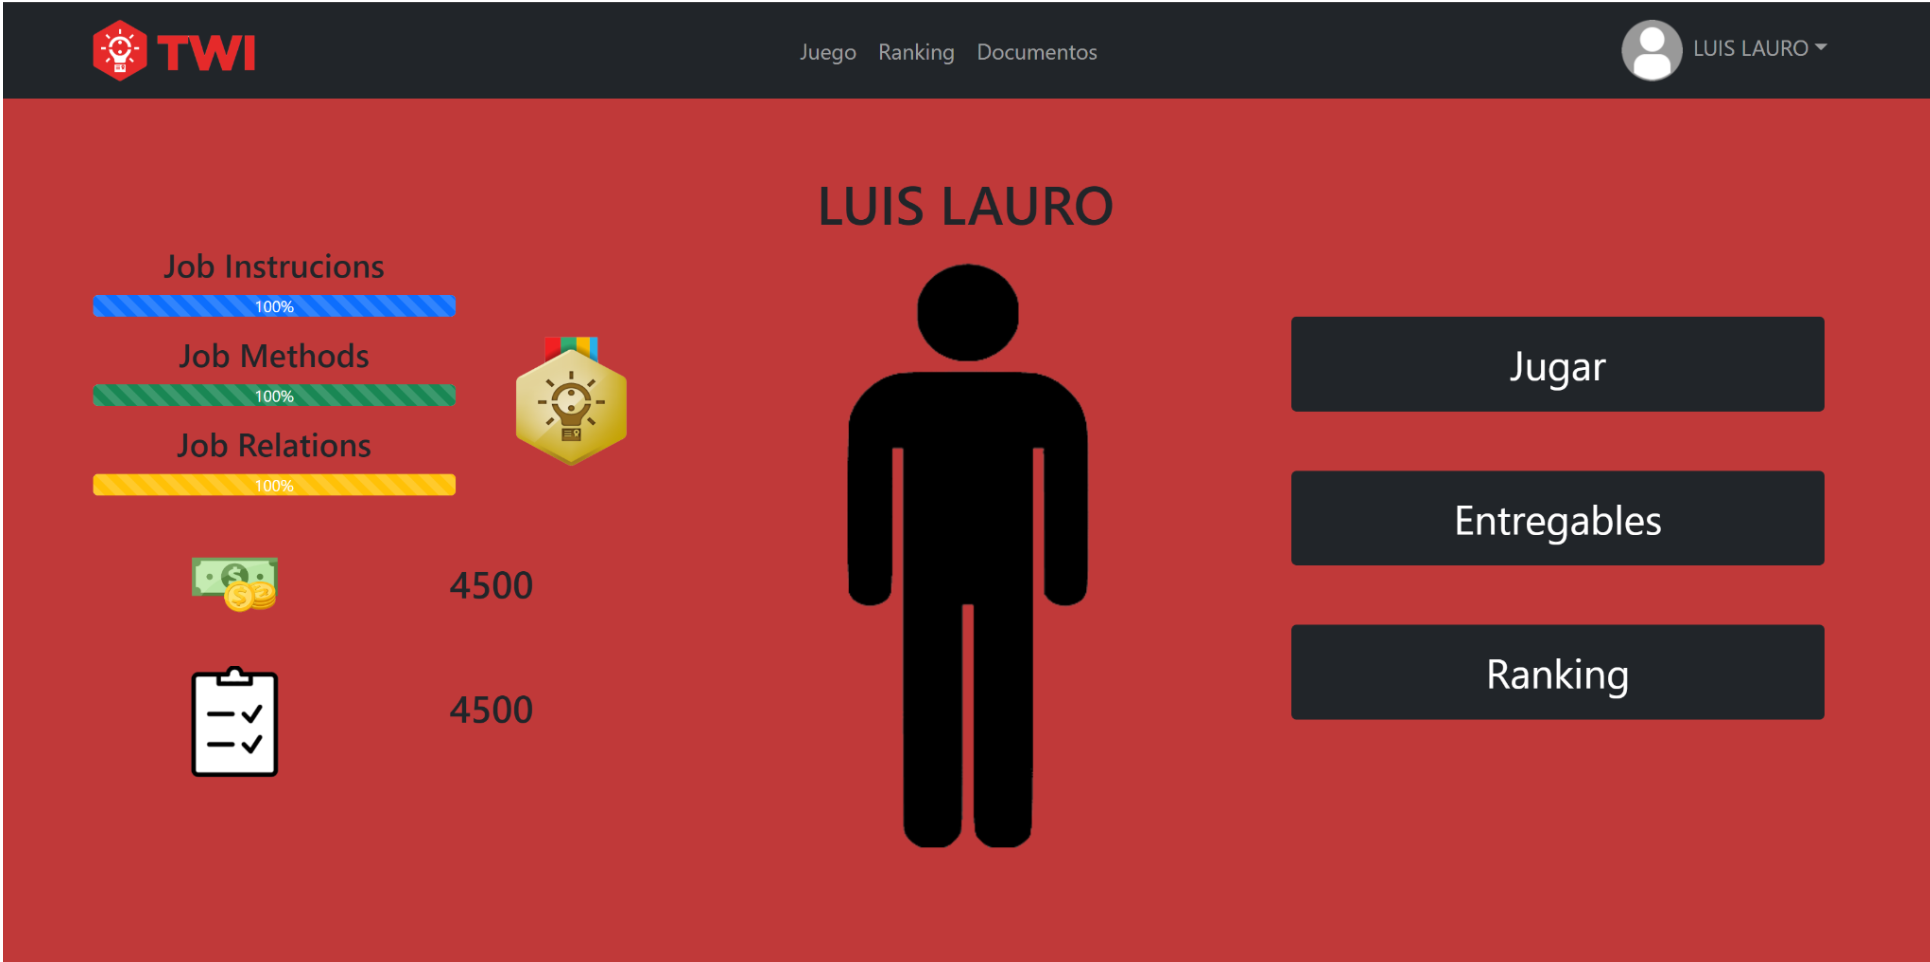 TWI
Juego Ranking Documentos
LUIS LAURO
LUIS LAURO
Job Instrucions
100%
Job Methods
100%
Job Relations
100%
4500
4500
Jugar
Entregables
Ranking